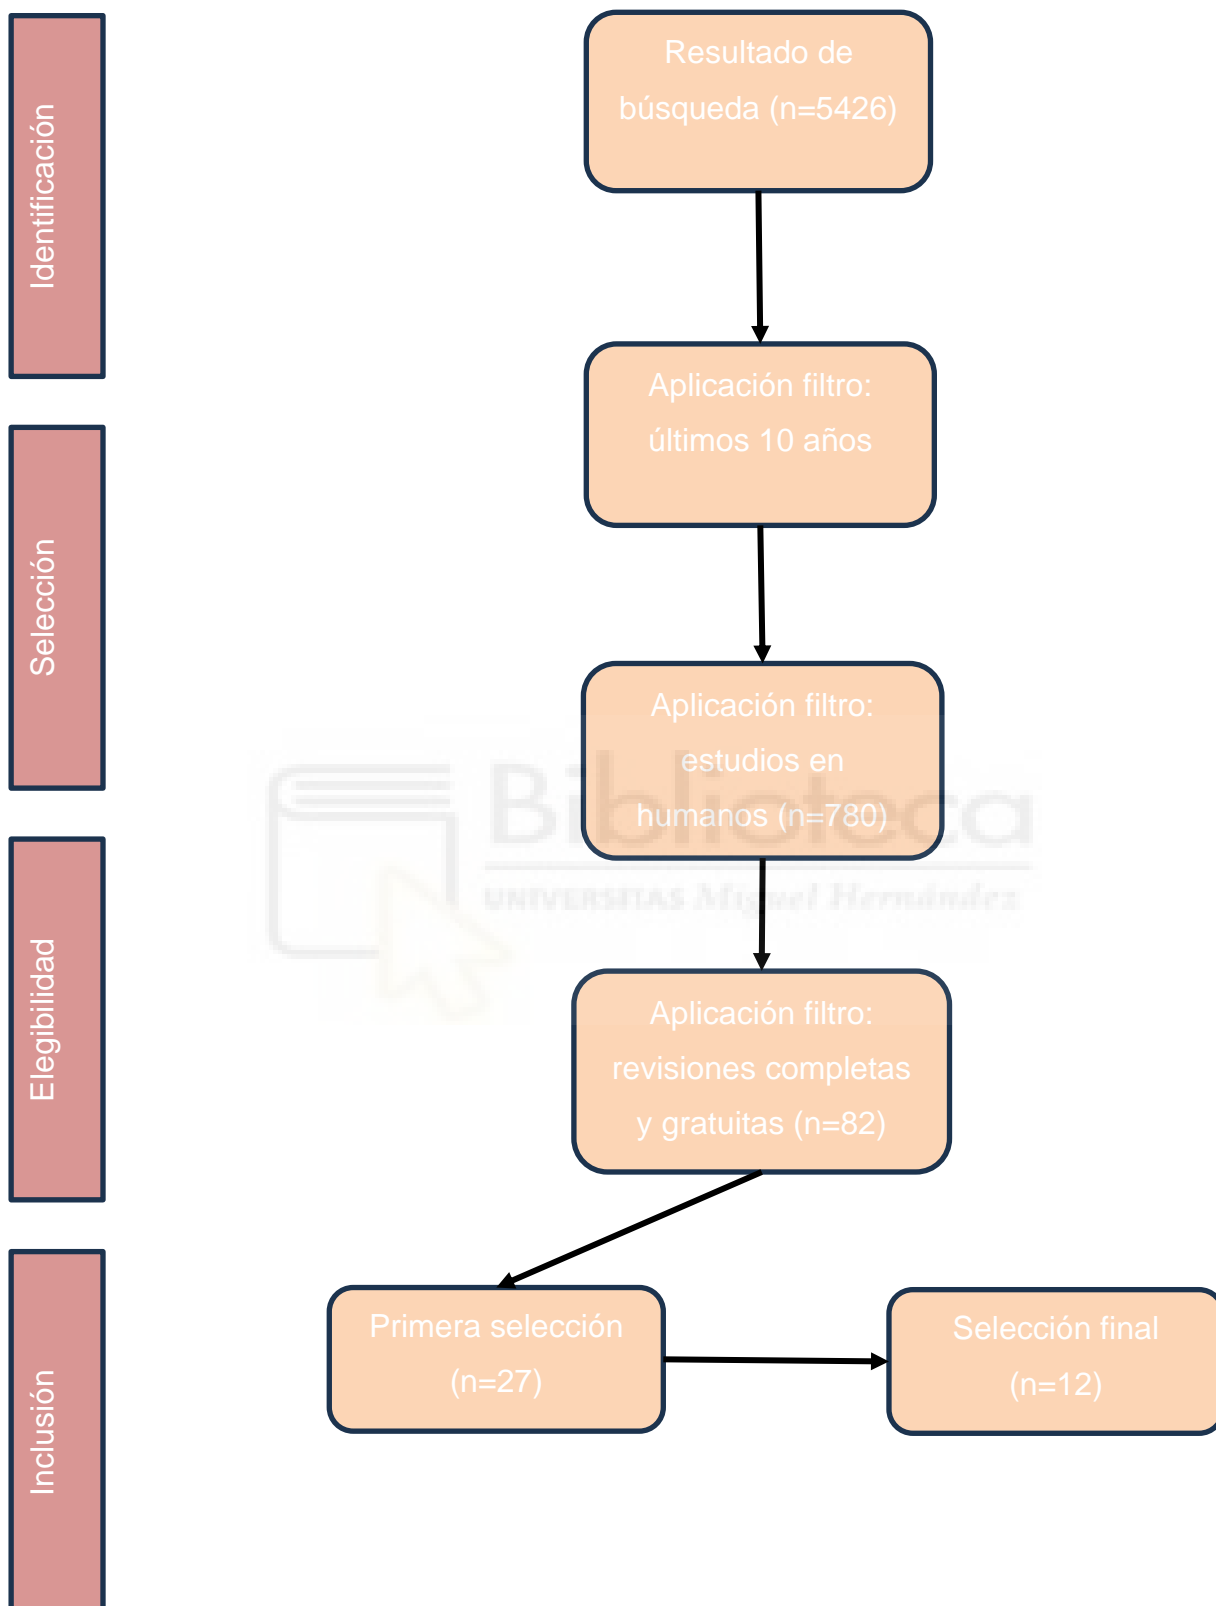 Identificación
Resultado de
búsqueda (n=5426)
Selección
Aplicación filtro:
últimos 10 años
Aplicación filtro:
estudios en
humanos (n=780)
Biblioteca
UNIVERSITAS Miguel Hernández
Elegibilidad
Aplicación filtro:
revisiones completas
y gratuitas (n=82)
Inclusión
Primera selección
(n=27)
Selección final
(n=12)